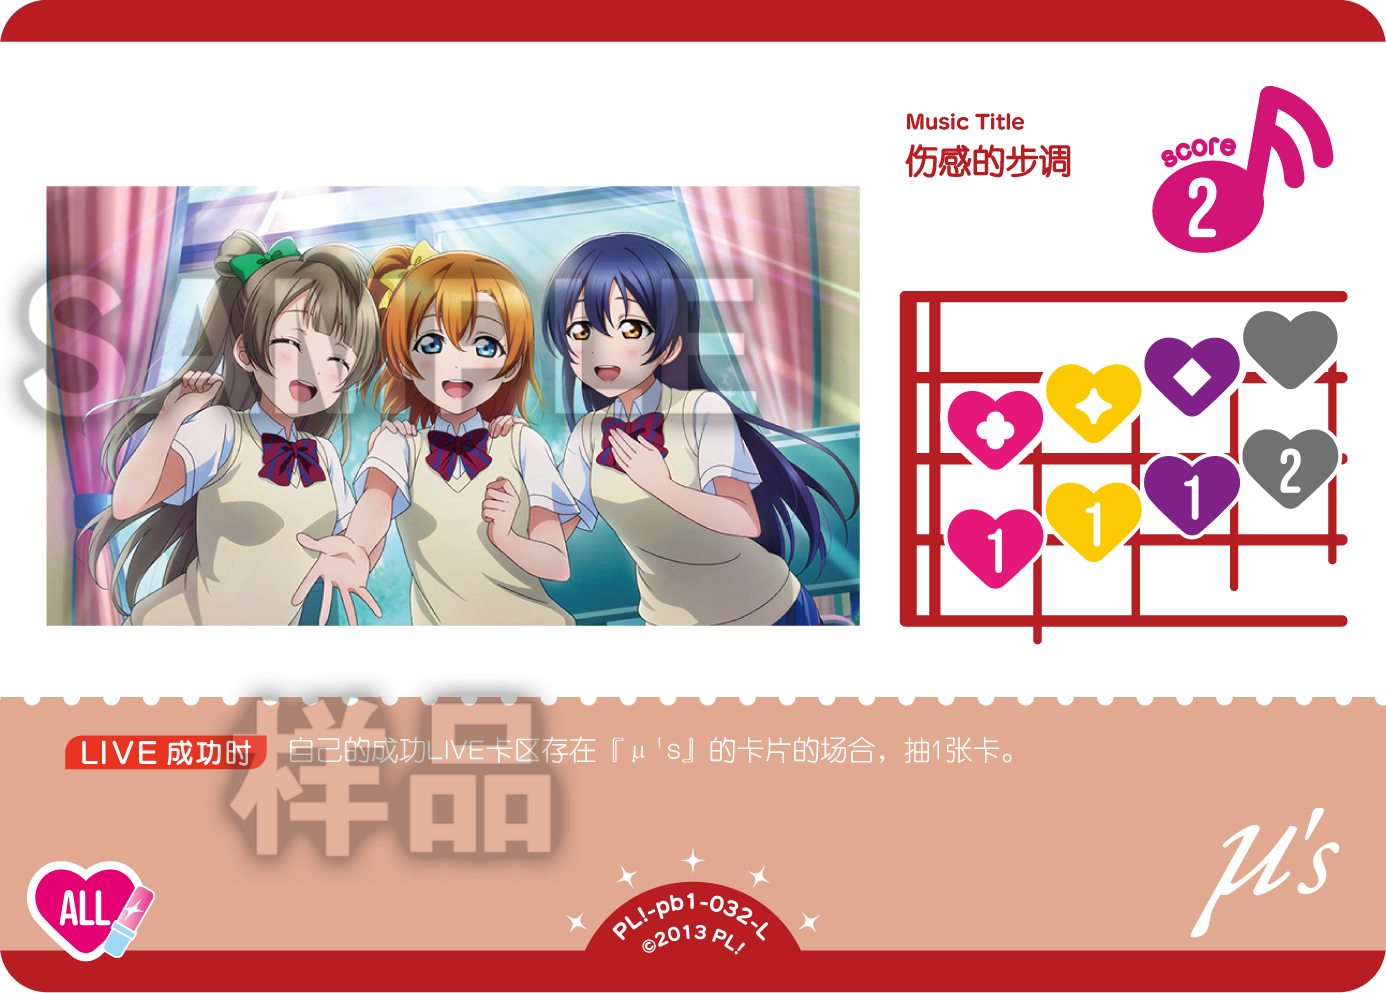 Music Title
伤感的步调
score
2
SAMPLE
1
1
1
2
样品
LIVE 成功时 自己的成功LIVE卡区存在『μ's』的卡片的场合，抽1张卡。
ALL
PL!-pb1-032-L
©2013 PL!
μ's